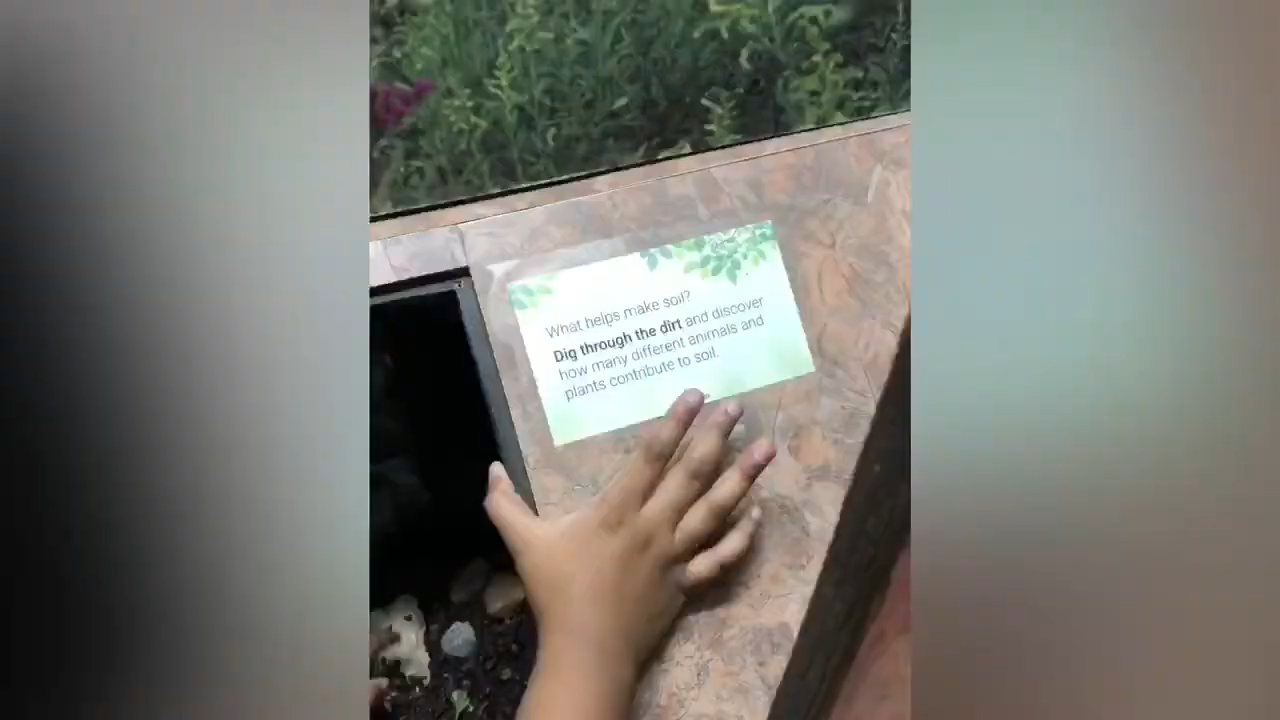 What helps make soil?
Dig through the dirt and discover
how many different animals and
plants contribute to soil.